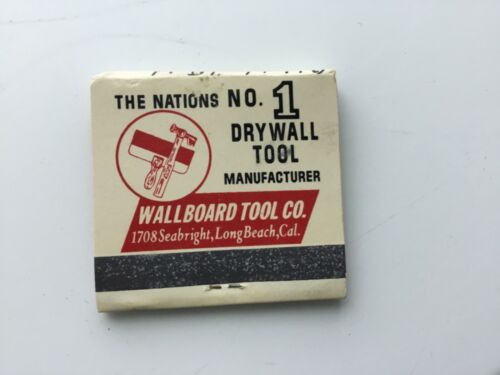 THE NATIONS NO. 1
DRYWALL
TOOL
MANUFACTURER
WALLBOARD TOOL CO.
1708 Seabright, Long Beach, Cal.